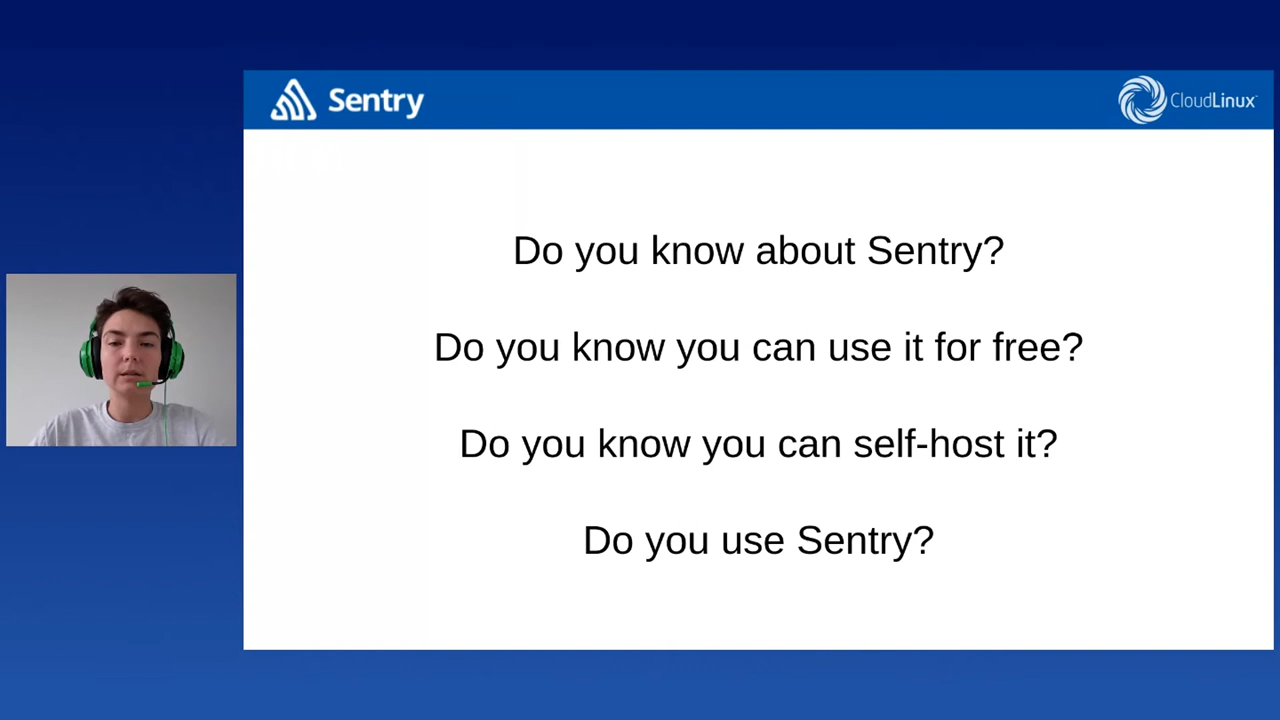 Sentry
CloudLinux
Do you know about Sentry?
Do you know you can use it for free?
Do you know you can self-host it?
Do you use Sentry?